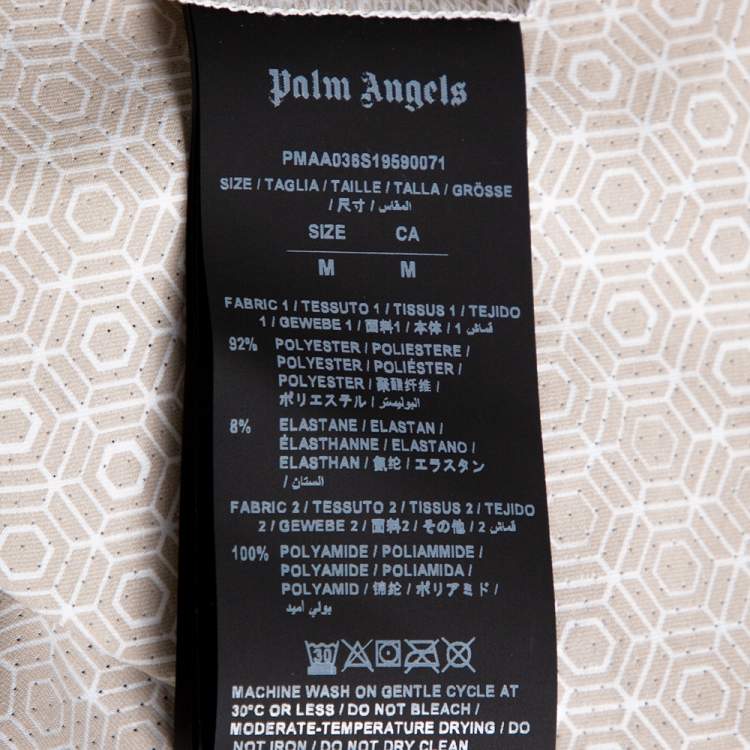 Palm Angels
PMAA036S19590071
SIZE / TAGLIA / TAILLE / TALLA / GRÖSSE
/ 尺寸 / المقاس /
SIZE CA
M M
FABRIC 1 / TESSUTO 1 / TISSUS 1 / TEJIDO
1 / GEWEBE 1 / 面料1 / 本体 / قماش 1
92% POLYESTER / POLIESTERE /
POLYESTER / POLIÉSTER /
POLYESTER / 聚酯纤维 /
ポリエステル / البوليستر
8% ELASTANE / ELASTAN /
ÉLASTHANNE / ELASTANO /
ELASTHAN / 氨纶 / エラスタン
/ الستان
FABRIC 2 / TESSUTO 2 / TISSUS 2 / TEJIDO
2 / GEWEBE 2 / 面料2 / その他 / قماش 2
100% POLYAMIDE / POLIAMMIDE /
POLYAMIDE / POLIAMIDA /
POLYAMID / 锦纶 / ポリアミド /
بولي أميد
30
MACHINE WASH ON GENTLE CYCLE AT
30°C OR LESS / DO NOT BLEACH /
MODERATE-TEMPERATURE DRYING / DO
NOT IRON / DO NOT DRY CLEAN